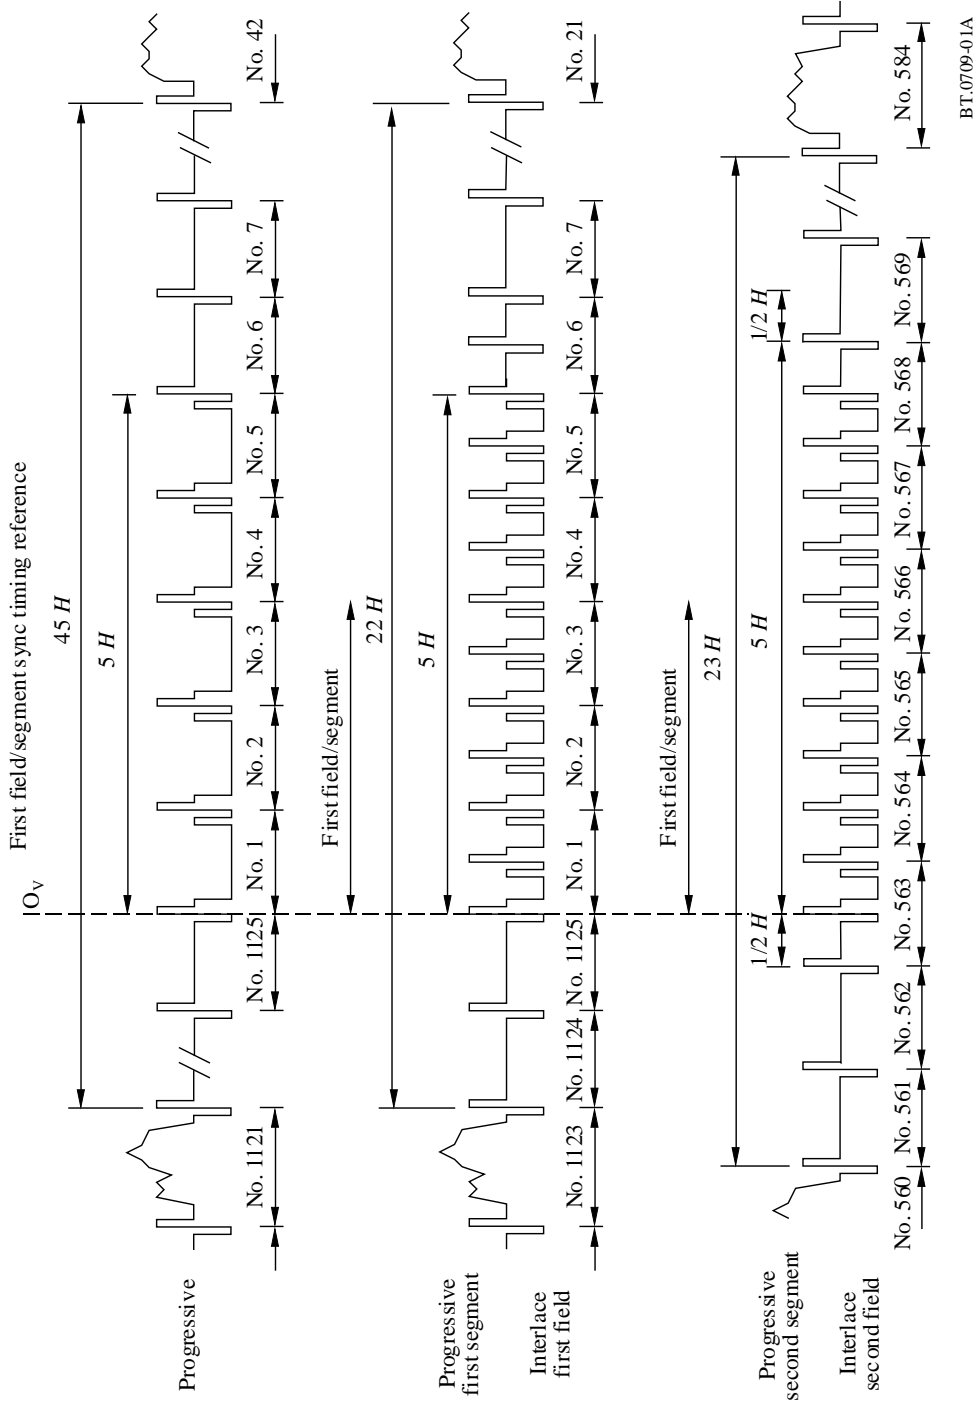 First field/segment sync timing reference
O_V
45 H
5 H
Progressive
No. 1121
No. 1125
No. 1
No. 2
No. 3
No. 4
No. 5
No. 6
No. 7
No. 42
First field/segment
22 H
5 H
Progressive
first segment
Interlace
first field
No. 1123
No. 1124
No. 1125
No. 1
No. 2
No. 3
No. 4
No. 5
No. 6
No. 7
No. 21
First field/segment
23 H
1/2 H
5 H
1/2 H
Progressive
second segment
Interlace
second field
No. 560
No. 561
No. 562
No. 563
No. 564
No. 565
No. 566
No. 567
No. 568
No. 569
No. 584
BT.0709-01A